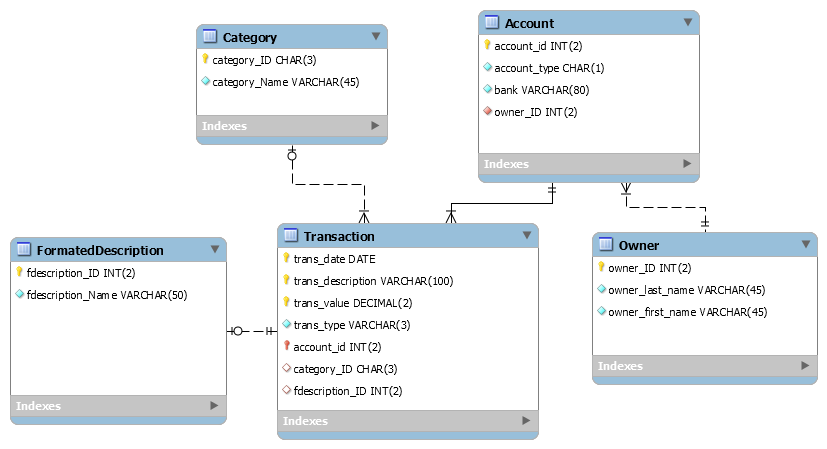 Category
category_ID CHAR(3)
category_Name VARCHAR(45)
Indexes
Account
account_id INT(2)
account_type CHAR(1)
bank VARCHAR(80)
owner_ID INT(2)
Indexes
FormatedDescription
fdescription_ID INT(2)
fdescription_Name VARCHAR(50)
Indexes
Transaction
trans_date DATE
trans_description VARCHAR(100)
trans_value DECIMAL(2)
trans_type VARCHAR(3)
account_id INT(2)
category_ID CHAR(3)
fdescription_ID INT(2)
Indexes
Owner
owner_ID INT(2)
owner_last_name VARCHAR(45)
owner_first_name VARCHAR(45)
Indexes